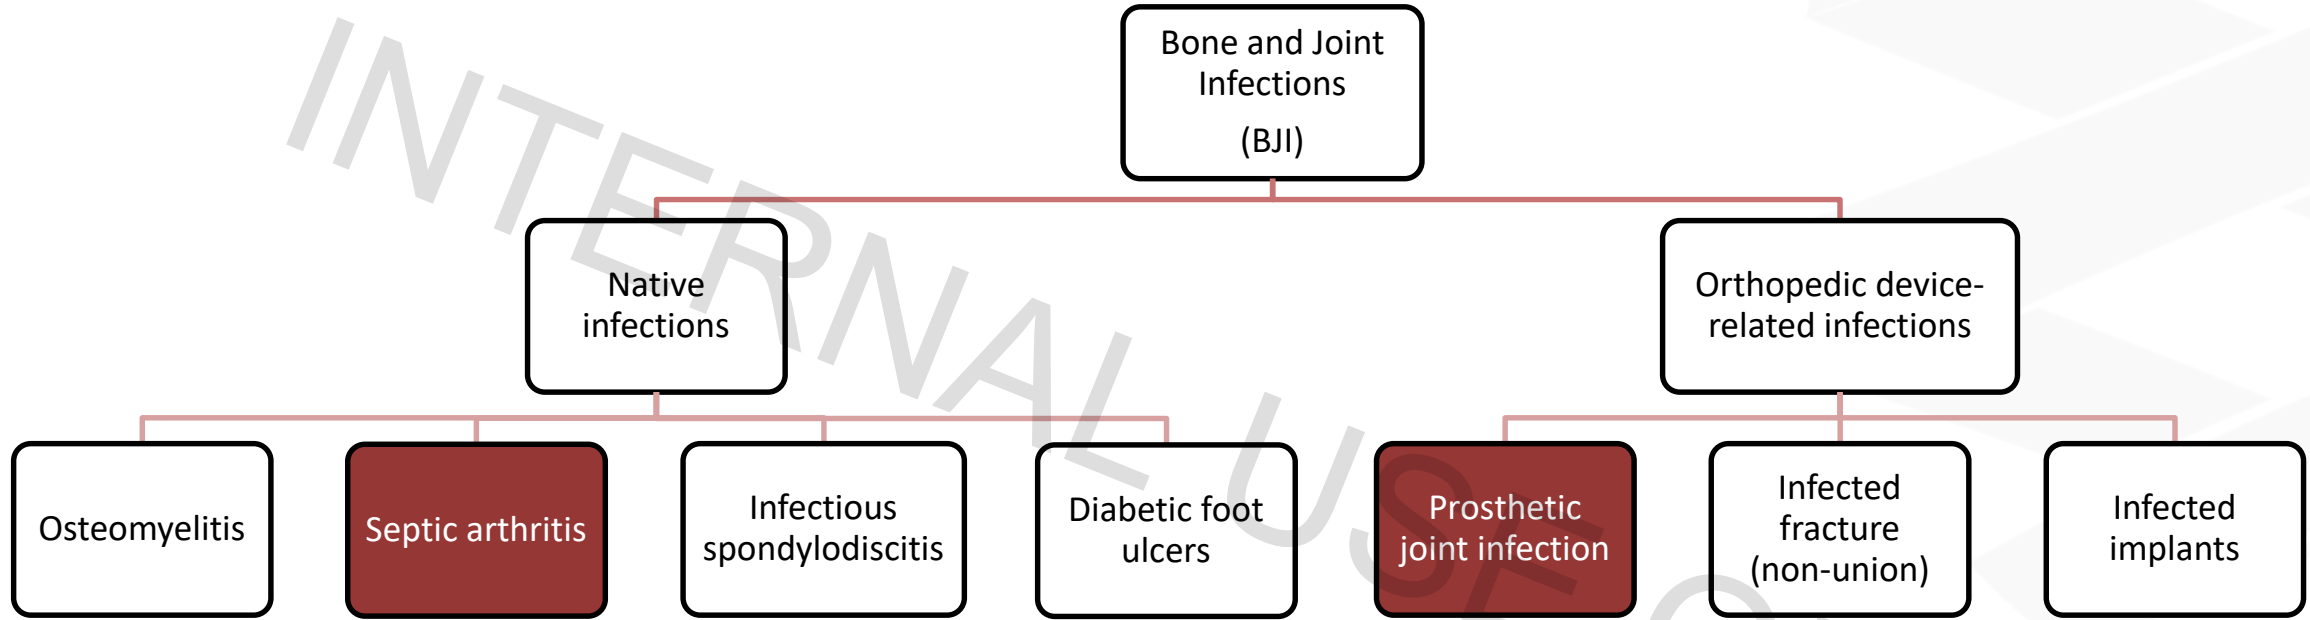 Bone and Joint
Infections
(BJI)
Native
infections
Orthopedic device-
related infections
Osteomyelitis
Septic arthritis
Infectious
spondylodiscitis
Diabetic foot
ulcers
Prosthetic
joint infection
Infected
fracture
(non-union)
Infected
implants
INTERNAL USE